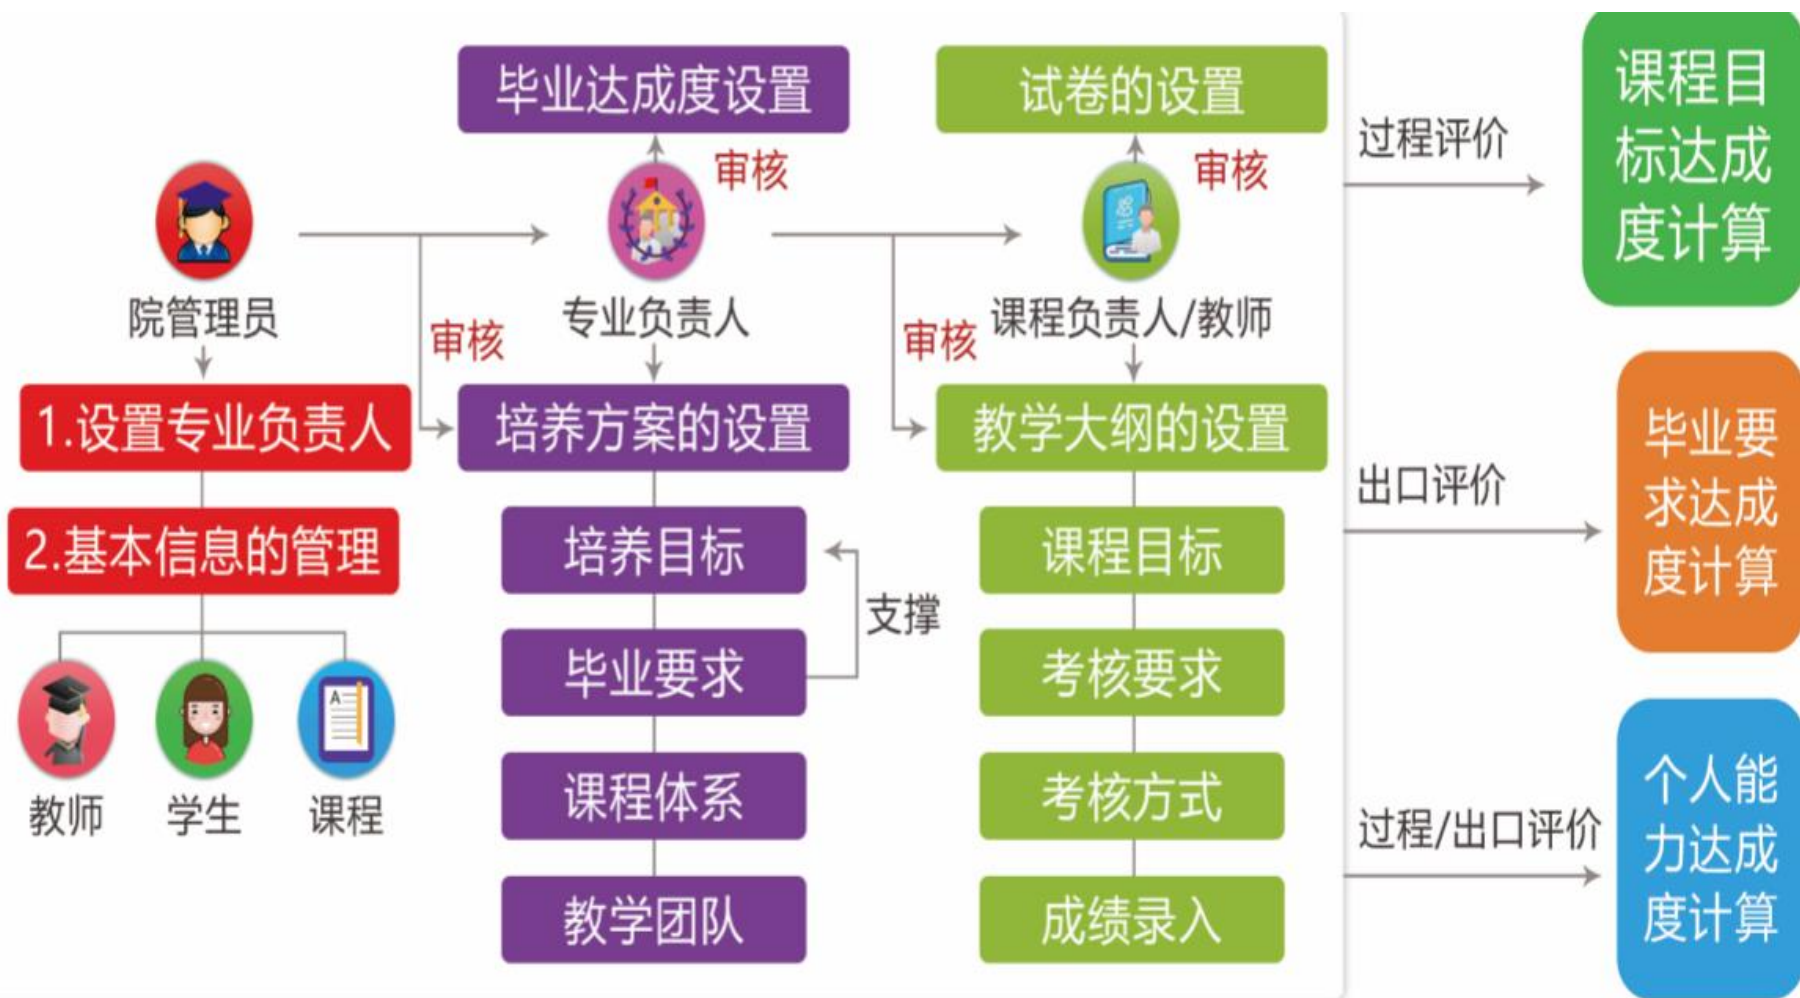 毕业达成度设置
试卷的设置
审核
审核
院管理员
专业负责人
课程负责人/教师
审核
审核
1.设置专业负责人
2.基本信息的管理
教师
学生
课程
培养方案的设置
培养目标
毕业要求
支撑
课程体系
教学团队
教学大纲的设置
课程目标
考核要求
考核方式
成绩录入
过程评价
课程目
标达成
度计算
出口评价
毕业要
求达成
度计算
过程/出口评价
个人能
力达成
度计算